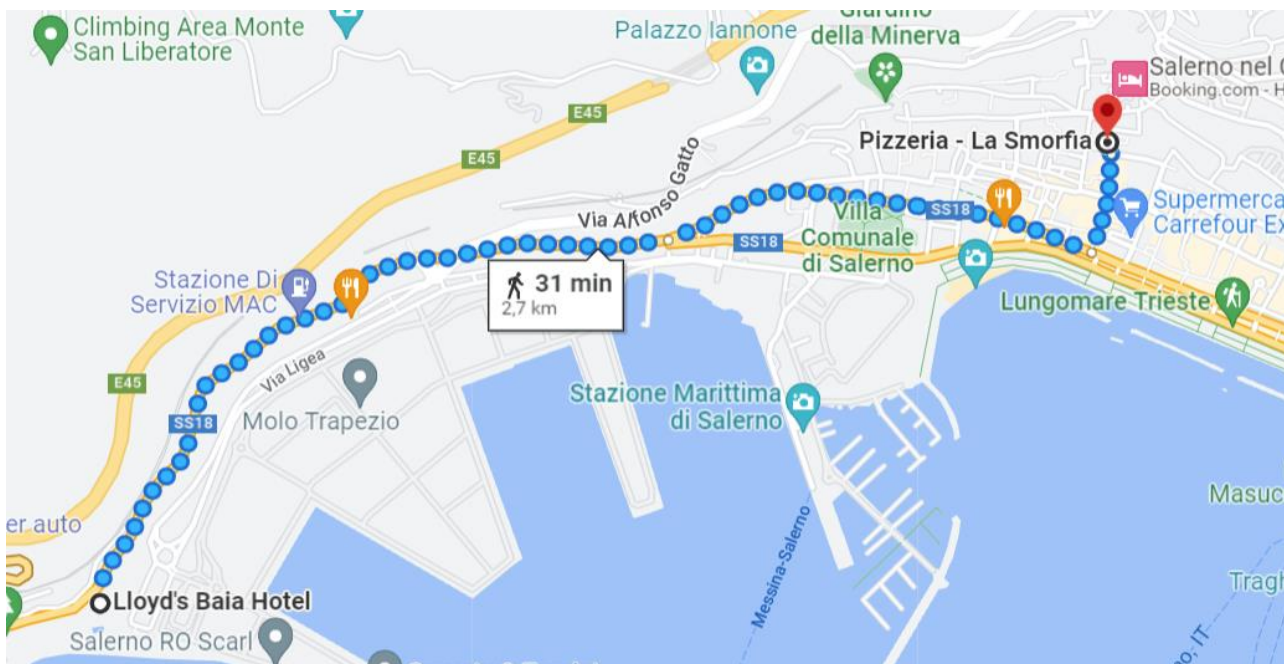 Climbing Area Monte
San Liberatore
Palazzo Iannone
Giardino
della Minerva
Salerno nel
Booking.com - H
E45
E45
Pizzeria - La Smorfia
Via Alfonso Gatto
SS18
Supermerca
Carrefour Ex
Villa
Comunale
di Salerno
SS18
31 min
2,7 km
Stazione Di
Servizio MAC
Lungomare Trieste
Via Ligea
E45
SS18
Molo Trapezio
Stazione Marittima
di Salerno
Masuc
er auto
Messina-Salerno
Tragh
Lloyd's Baia Hotel
Salerno RO Scarl
no, IT